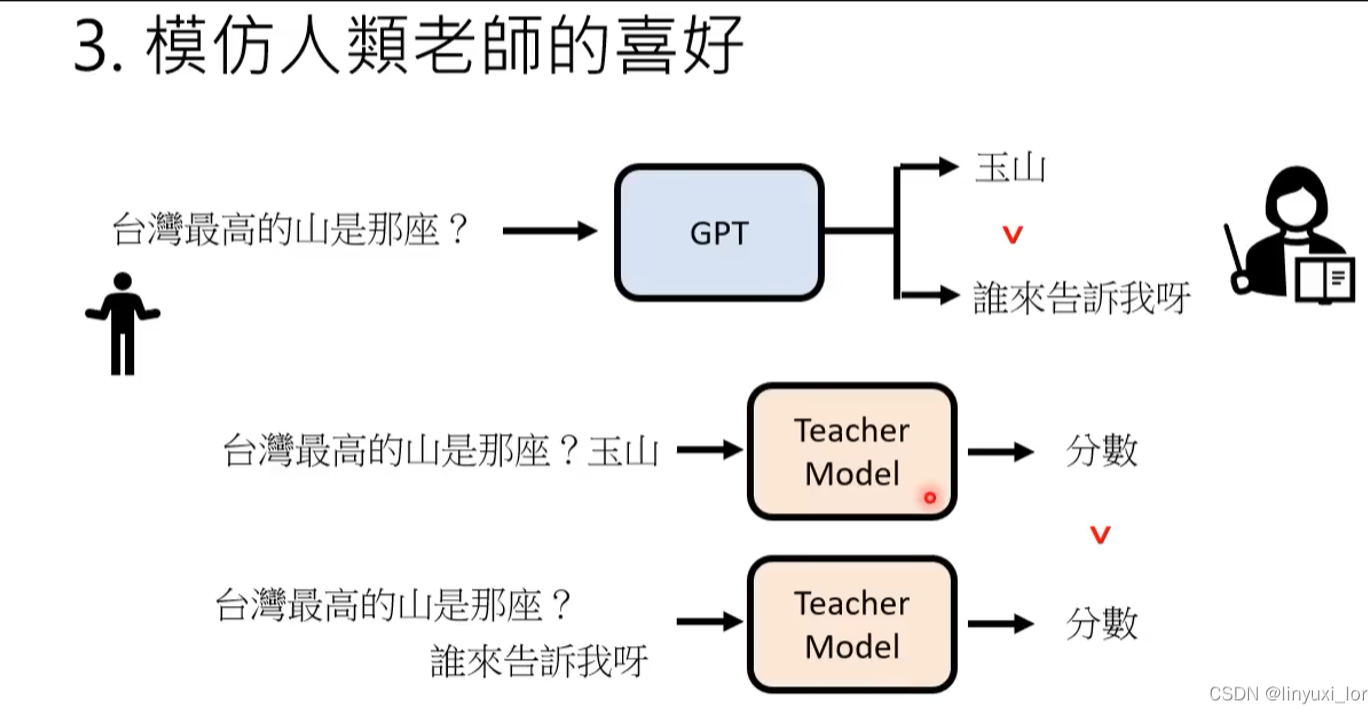 3. 模仿人類老師的喜好
台灣最高的山是那座？
GPT
玉山
v
誰來告訴我呀
台灣最高的山是那座？玉山
Teacher
Model
分數
v
台灣最高的山是那座？
誰來告訴我呀
Teacher
Model
分數
CSDN @linyuxi_lor